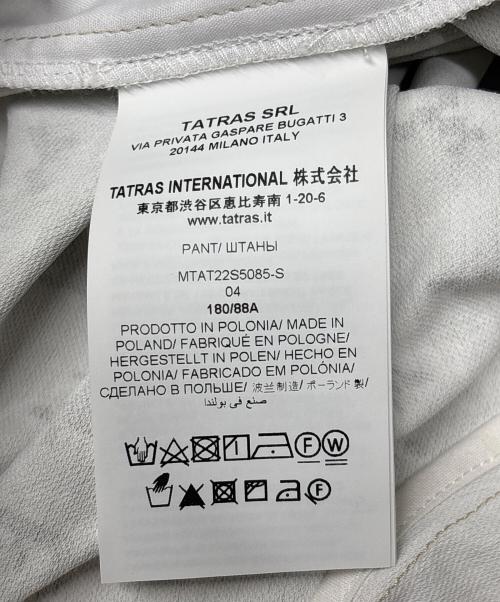 TATRAS SRL
VIA PRIVATA GASPARE BUGATTI 3
20144 MILANO ITALY
TATRAS INTERNATIONAL 株式会社
東京都渋谷区恵比寿南 1-20-6
www.tatras.it
PANT/ ШТАНЫ
MTAT22S5085-S
04
180/88A
PRODOTTO IN POLONIA/ MADE IN
POLAND/ FABRIQUÉ EN POLOGNE/
HERGESTELLT IN POLEN/ HECHO EN
POLONIA/ FABRICADO EM POLÓNIA/
СДЕЛАНО В ПОЛЬШЕ/ 波兰制造/ ポーランド製/
صنع في بولندا
F W
F